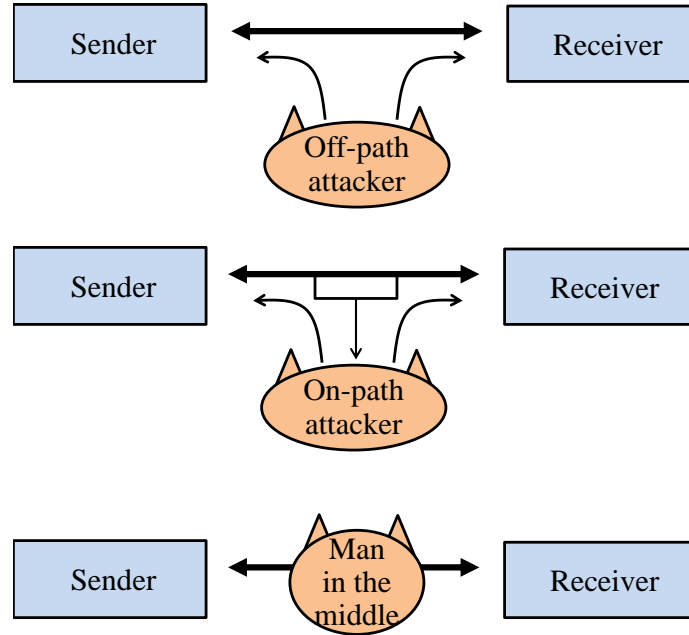 Sender
Receiver
Off-path
attacker
Sender
Receiver
On-path
attacker
Sender
Man
in the
middle
Receiver